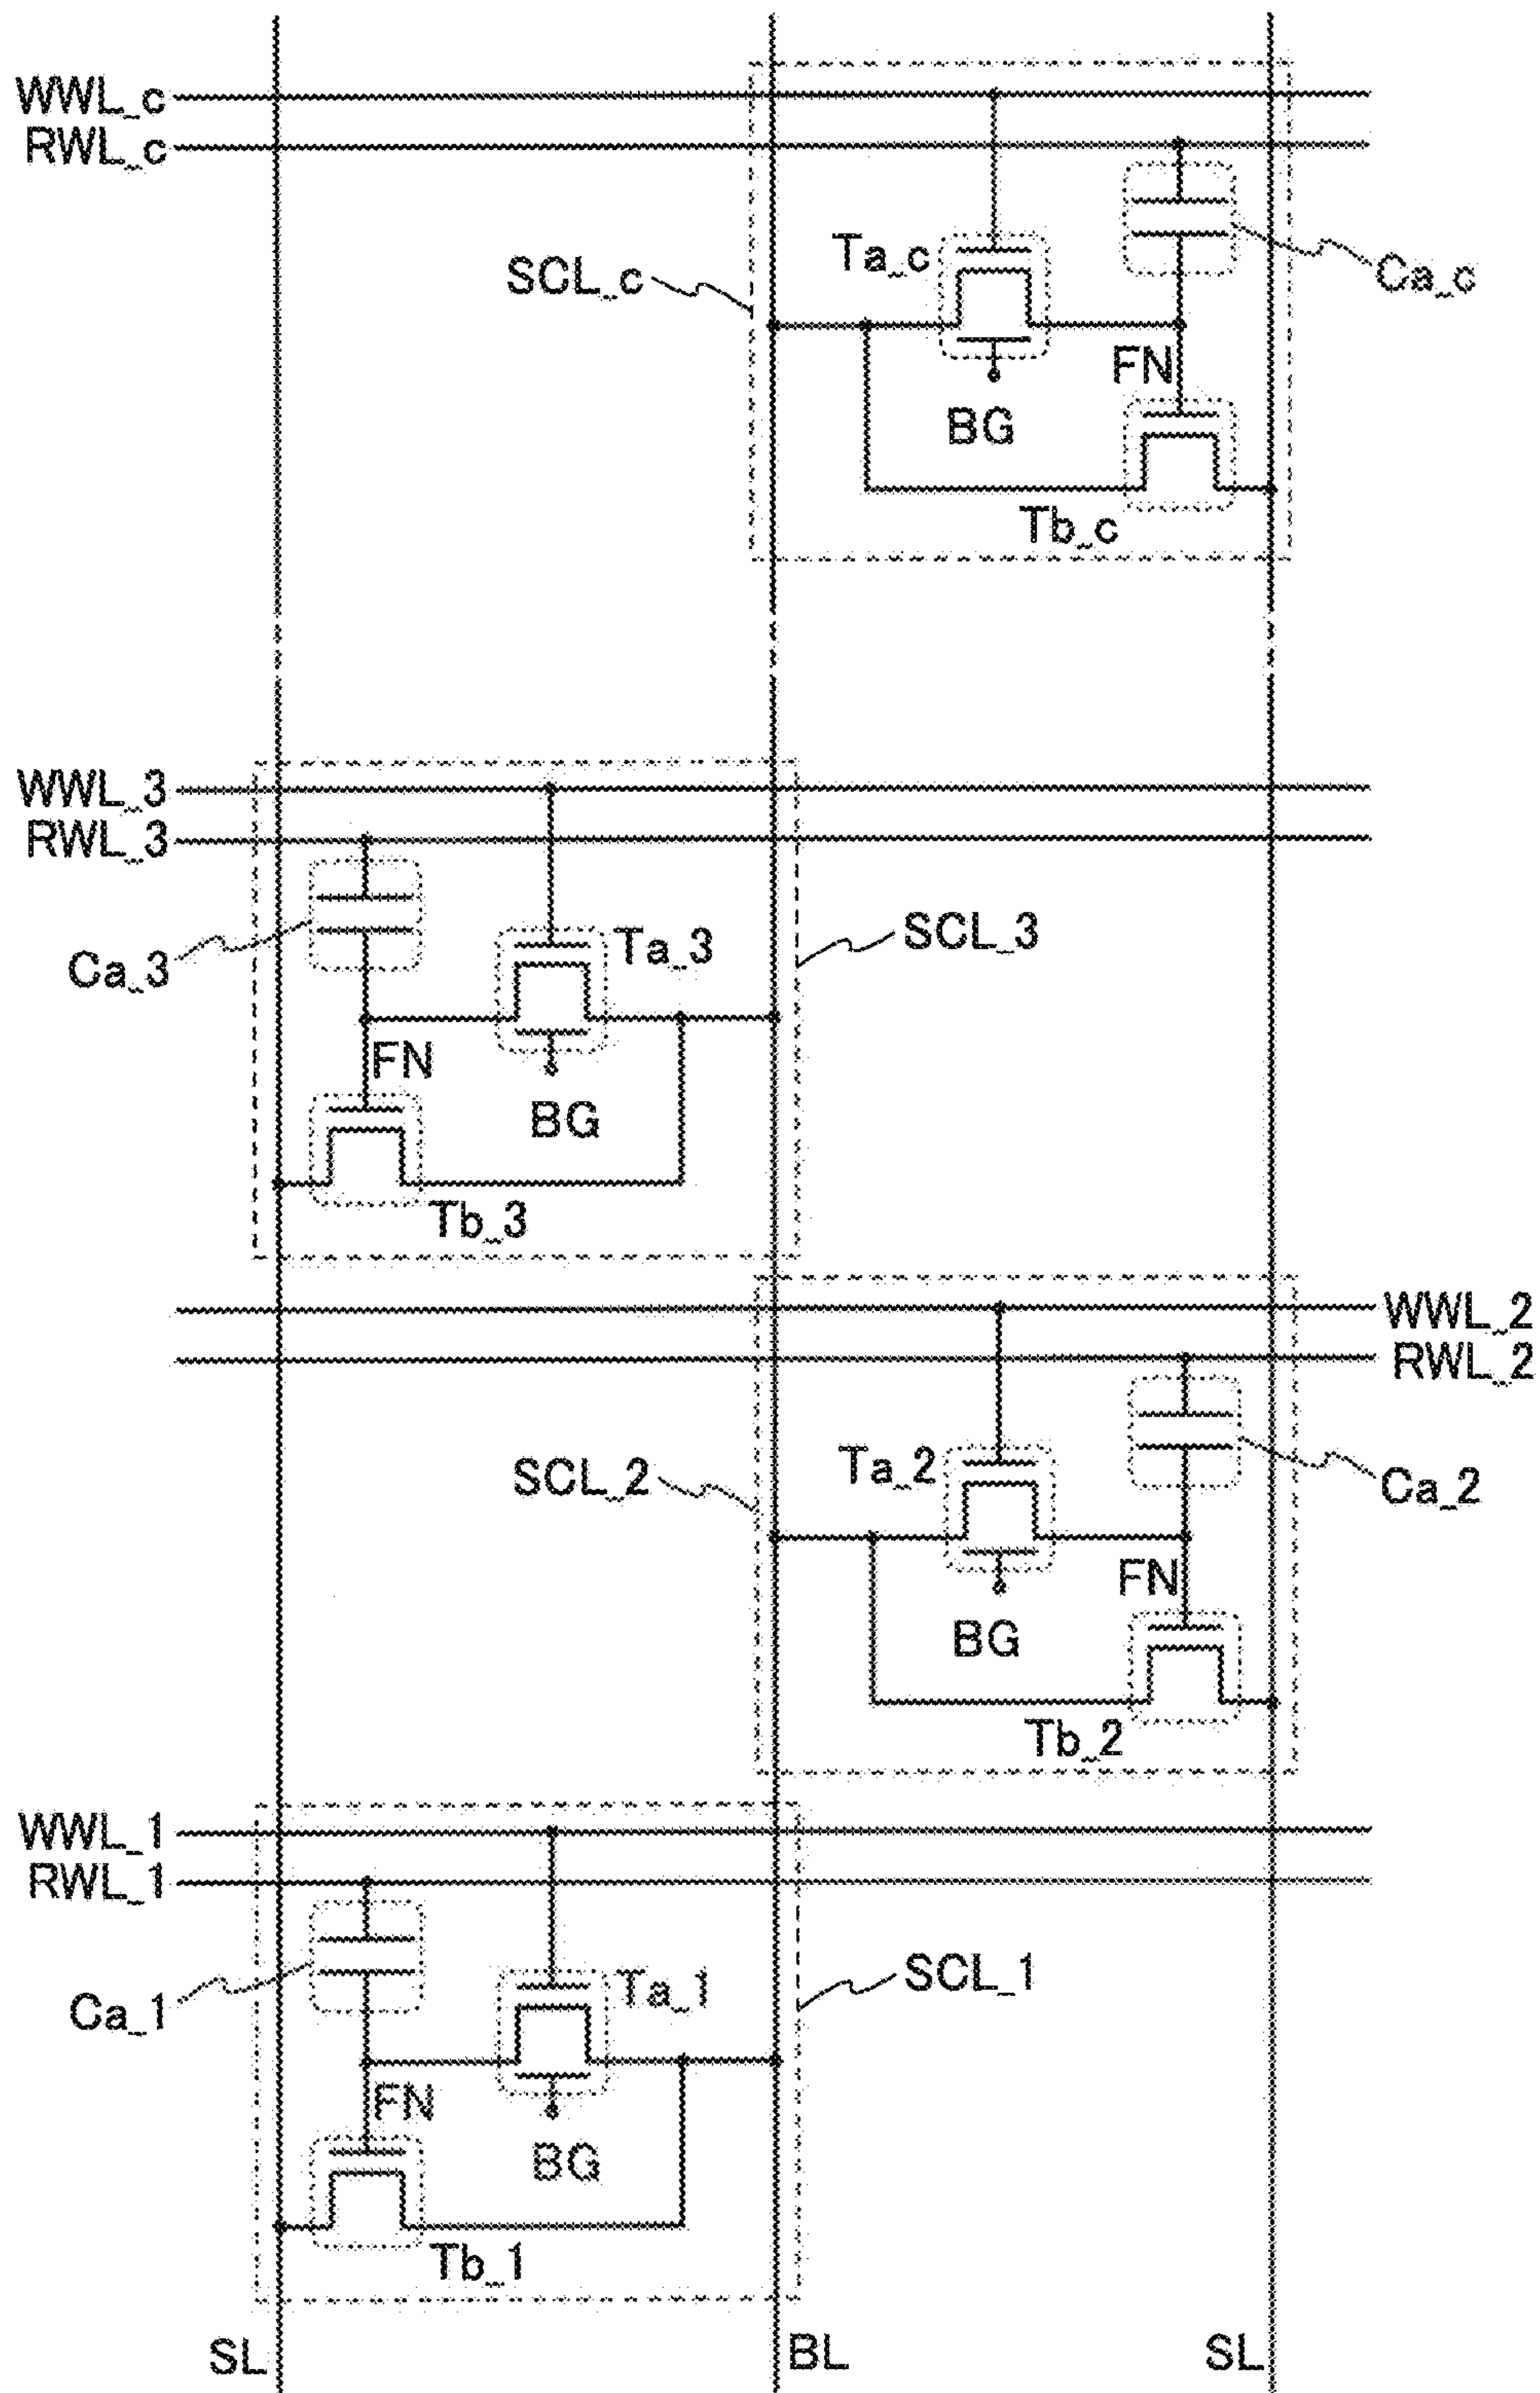 WWL_c
RWL_c
Ta_c
SCL_c
Ca_c
FN
BG
Tb_c
WWL_3
RWL_3
Ta_3
SCL_3
Ca_3
FN
BG
Tb_3
WWL_2
RWL_2
Ta_2
SCL_2
Ca_2
FN
BG
Tb_2
WWL_1
RWL_1
Ta_1
SCL_1
Ca_1
FN
BG
Tb_1
SL
BL
SL